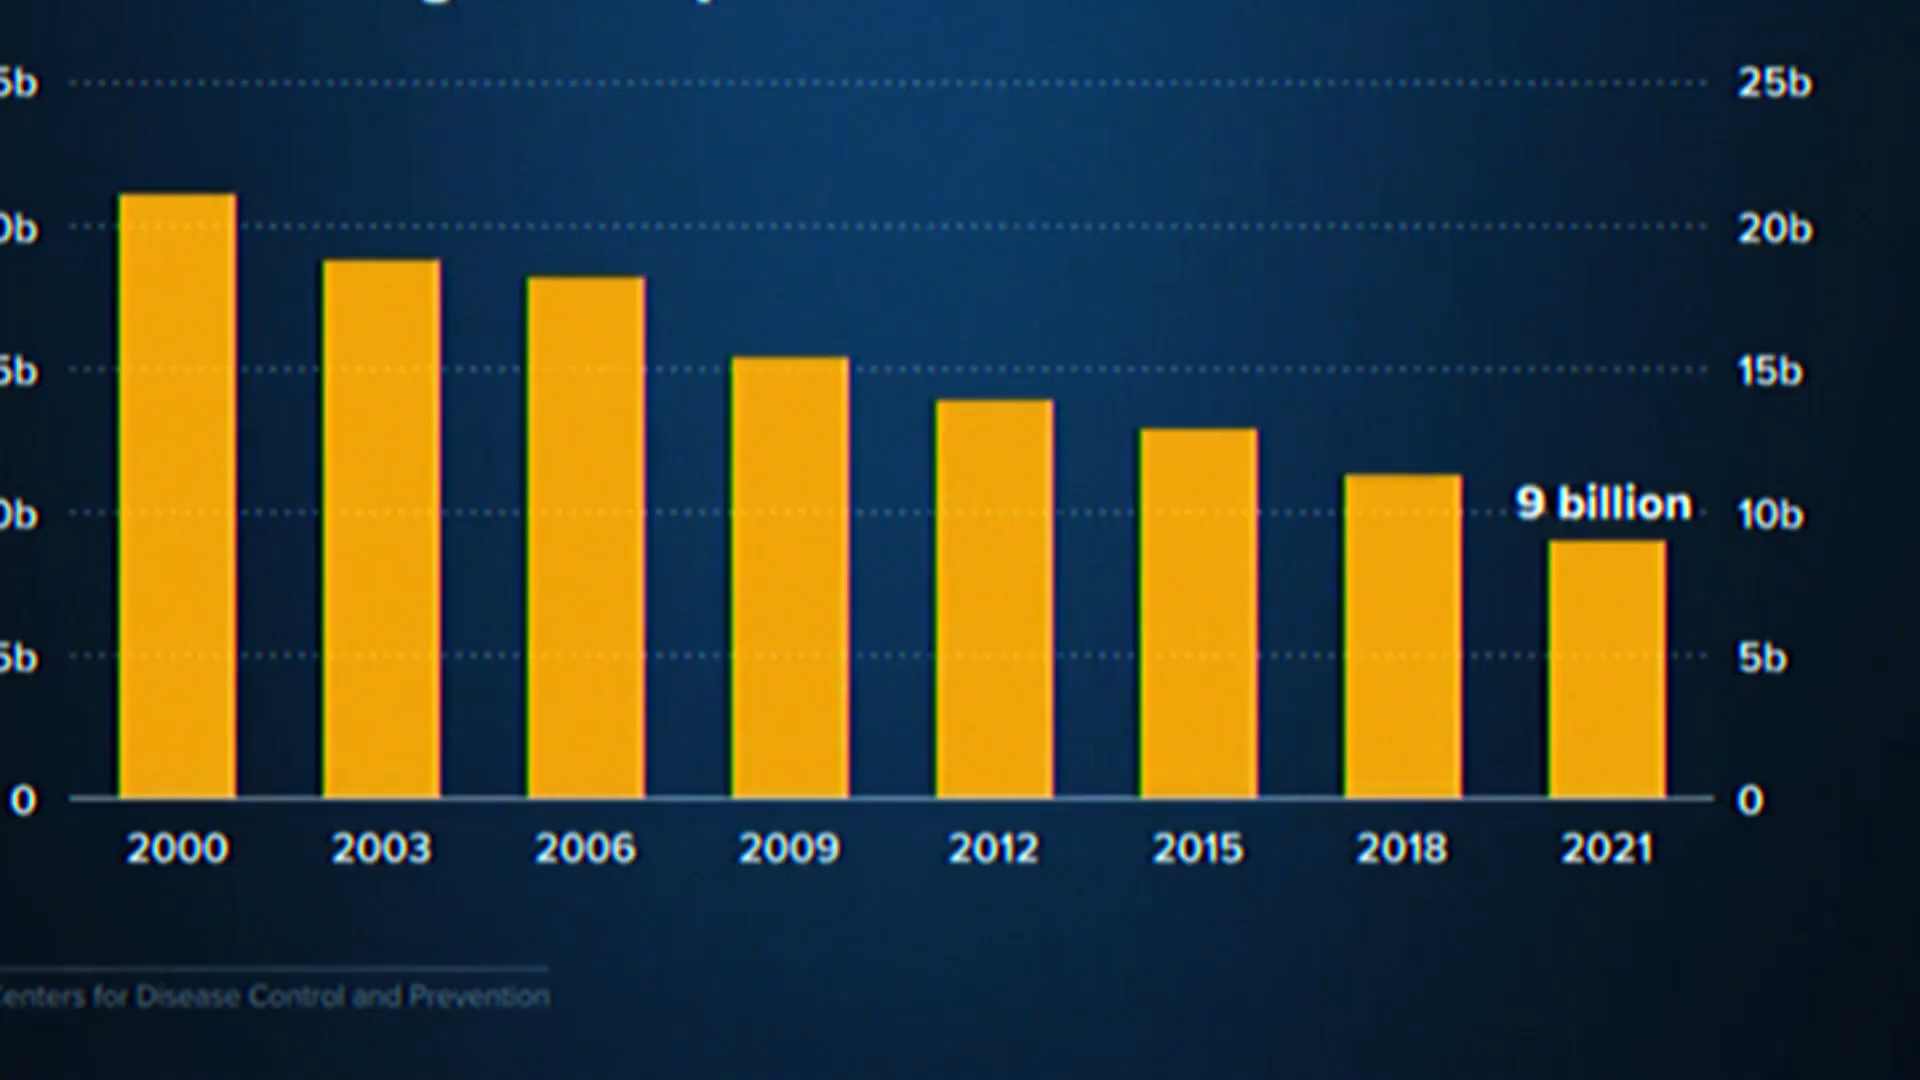 25b
20b
15b
9 billion
10b
5b
0 0
2000 2003 2006 2009 2012 2015 2018 2021
Centers for Disease Control and Prevention